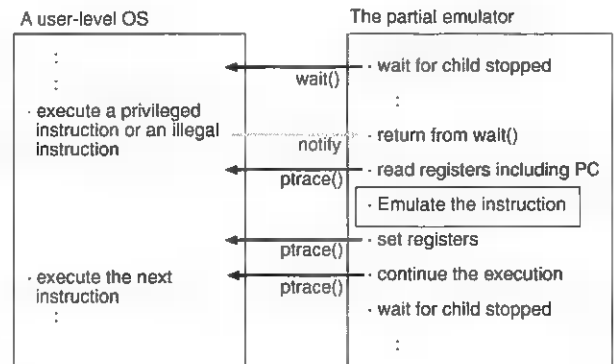 A user-level OS
The partial emulator
:
:
· execute a privileged
instruction or an illegal
instruction
· execute the next
instruction
:
wait()
notify
ptrace()
ptrace()
ptrace()
· wait for child stopped
:
· return from wait()
· read registers including PC
· Emulate the instruction
· set registers
· continue the execution
· wait for child stopped
: